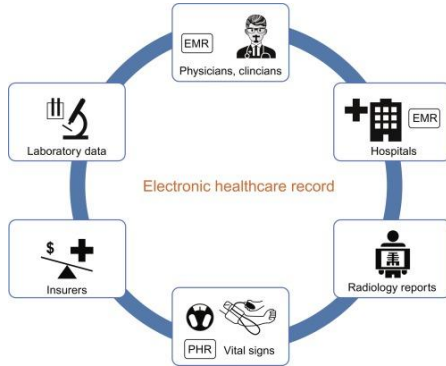 EMR
Physicians, clincians
EMR
Hospitals
Laboratory data
Electronic healthcare record
$
Insurers
Radiology reports
PHR
Vital signs